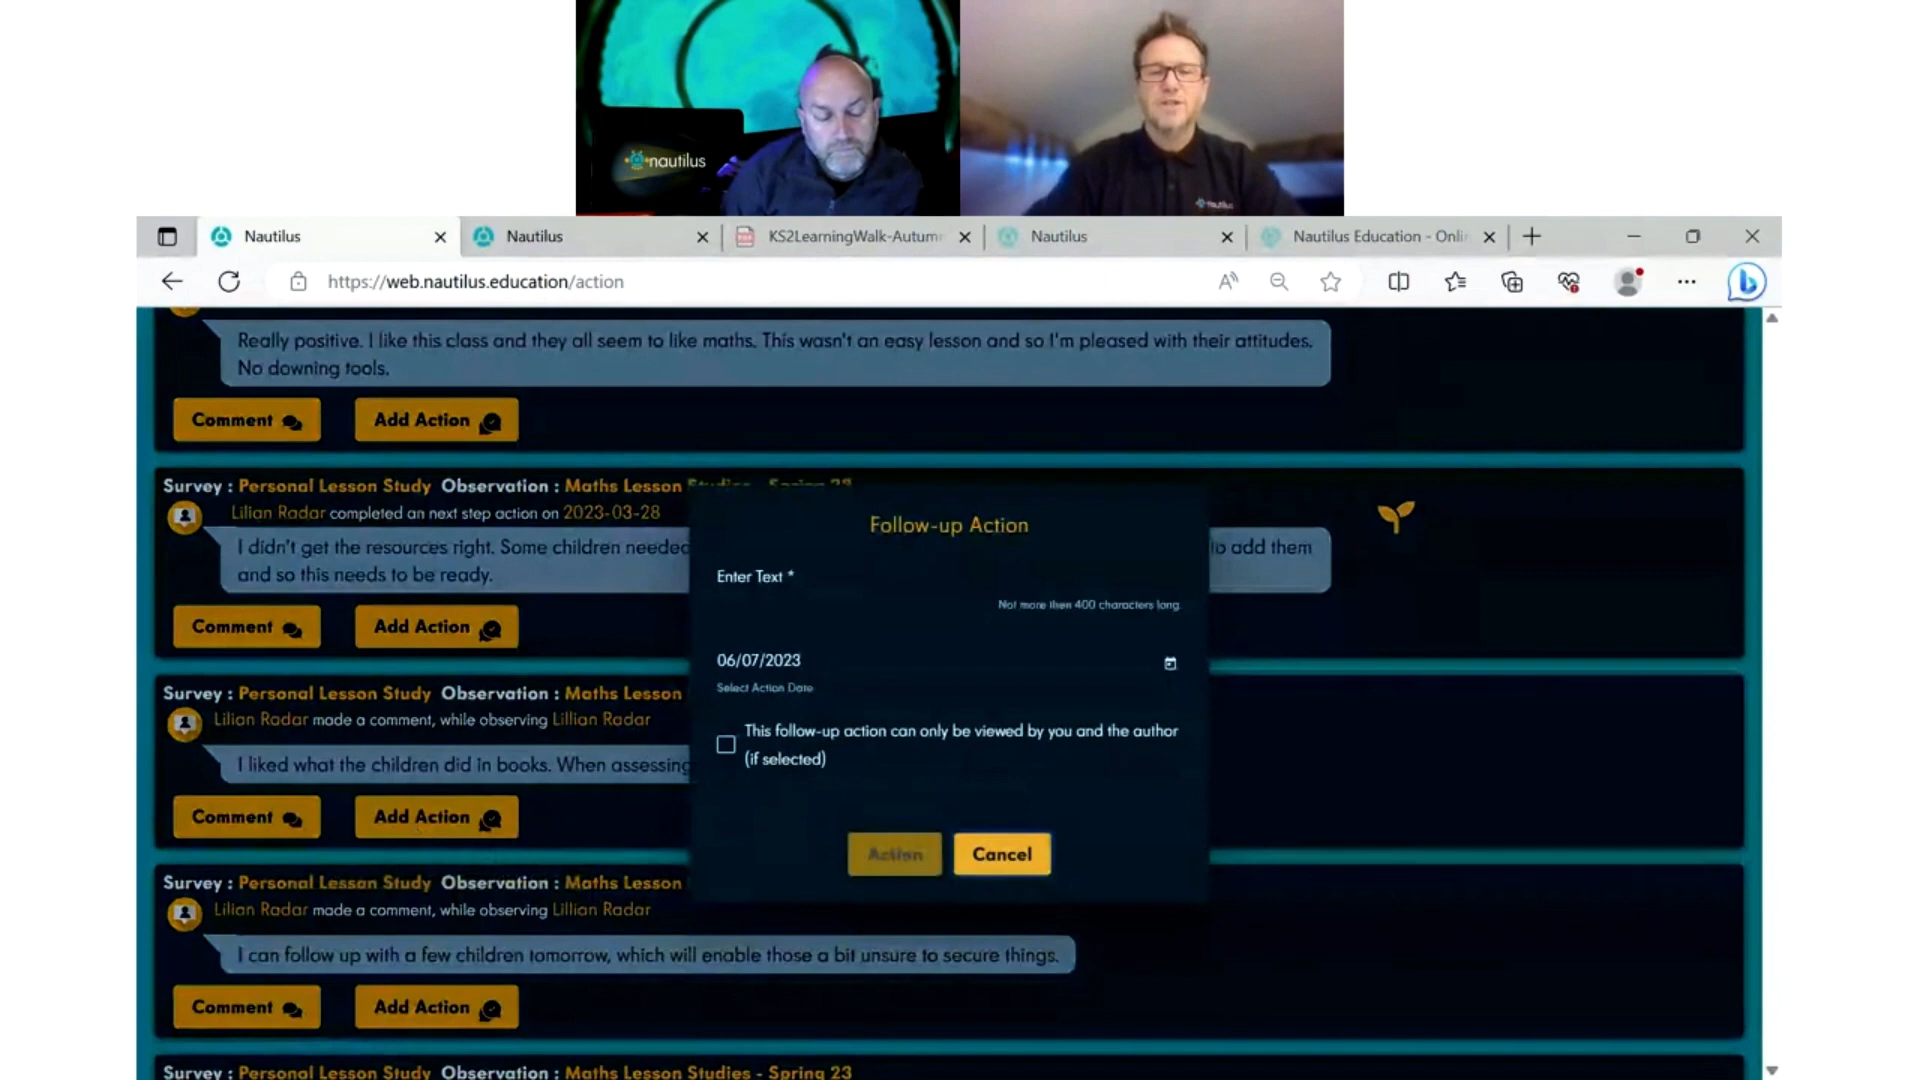 nautilus
nautilus
Nautilus
Nautilus
KS2LearningWalk-Autum
Nautilus
Nautilus Education - Onli
https://web.nautilus.education/action
Really positive. I like this class and they all seem to like maths. This wasn't an easy lesson and so I'm pleased with their attitudes.
No downing tools.
Comment
Add Action
Survey : Personal Lesson Study Observation : Maths Lesson Studies - Spring 23
Lilian Radar completed an next step action on 2023-03-28
I didn't get the resources right. Some children needed
to add them
and so this needs to be ready.
Comment
Add Action
Follow-up Action
Enter Text *
Not more then 400 characters long
06/07/2023
Select Action Date
This follow-up action can only be viewed by you and the author
(if selected)
Action
Cancel
Survey : Personal Lesson Study Observation : Maths Lesson
Lilian Radar made a comment, while observing Lillian Radar
I liked what the children did in books. When assessing
Comment
Add Action
Survey : Personal Lesson Study Observation : Maths Lesson
Lilian Radar made a comment, while observing Lillian Radar
I can follow up with a few children tomorrow, which will enable those a bit unsure to secure things.
Comment
Add Action
Survey : Personal Lesson Study Observation : Maths Lesson Studies - Spring 23